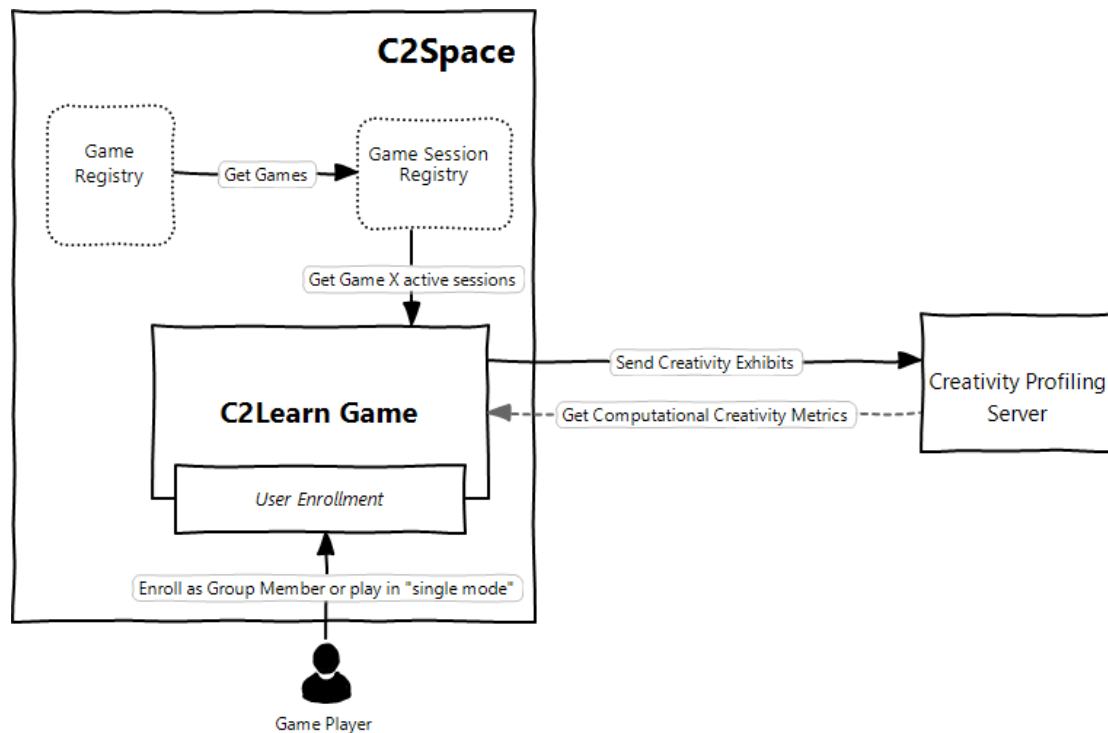 C2Space
Game
Registry
Get Games
Game Session
Registry
Get Game X active sessions
C2Learn Game
User Enrollment
Send Creativity Exhibits
Get Computational Creativity Metrics
Creativity Profiling
Server
Enroll as Group Member or play in "single mode"
Game Player